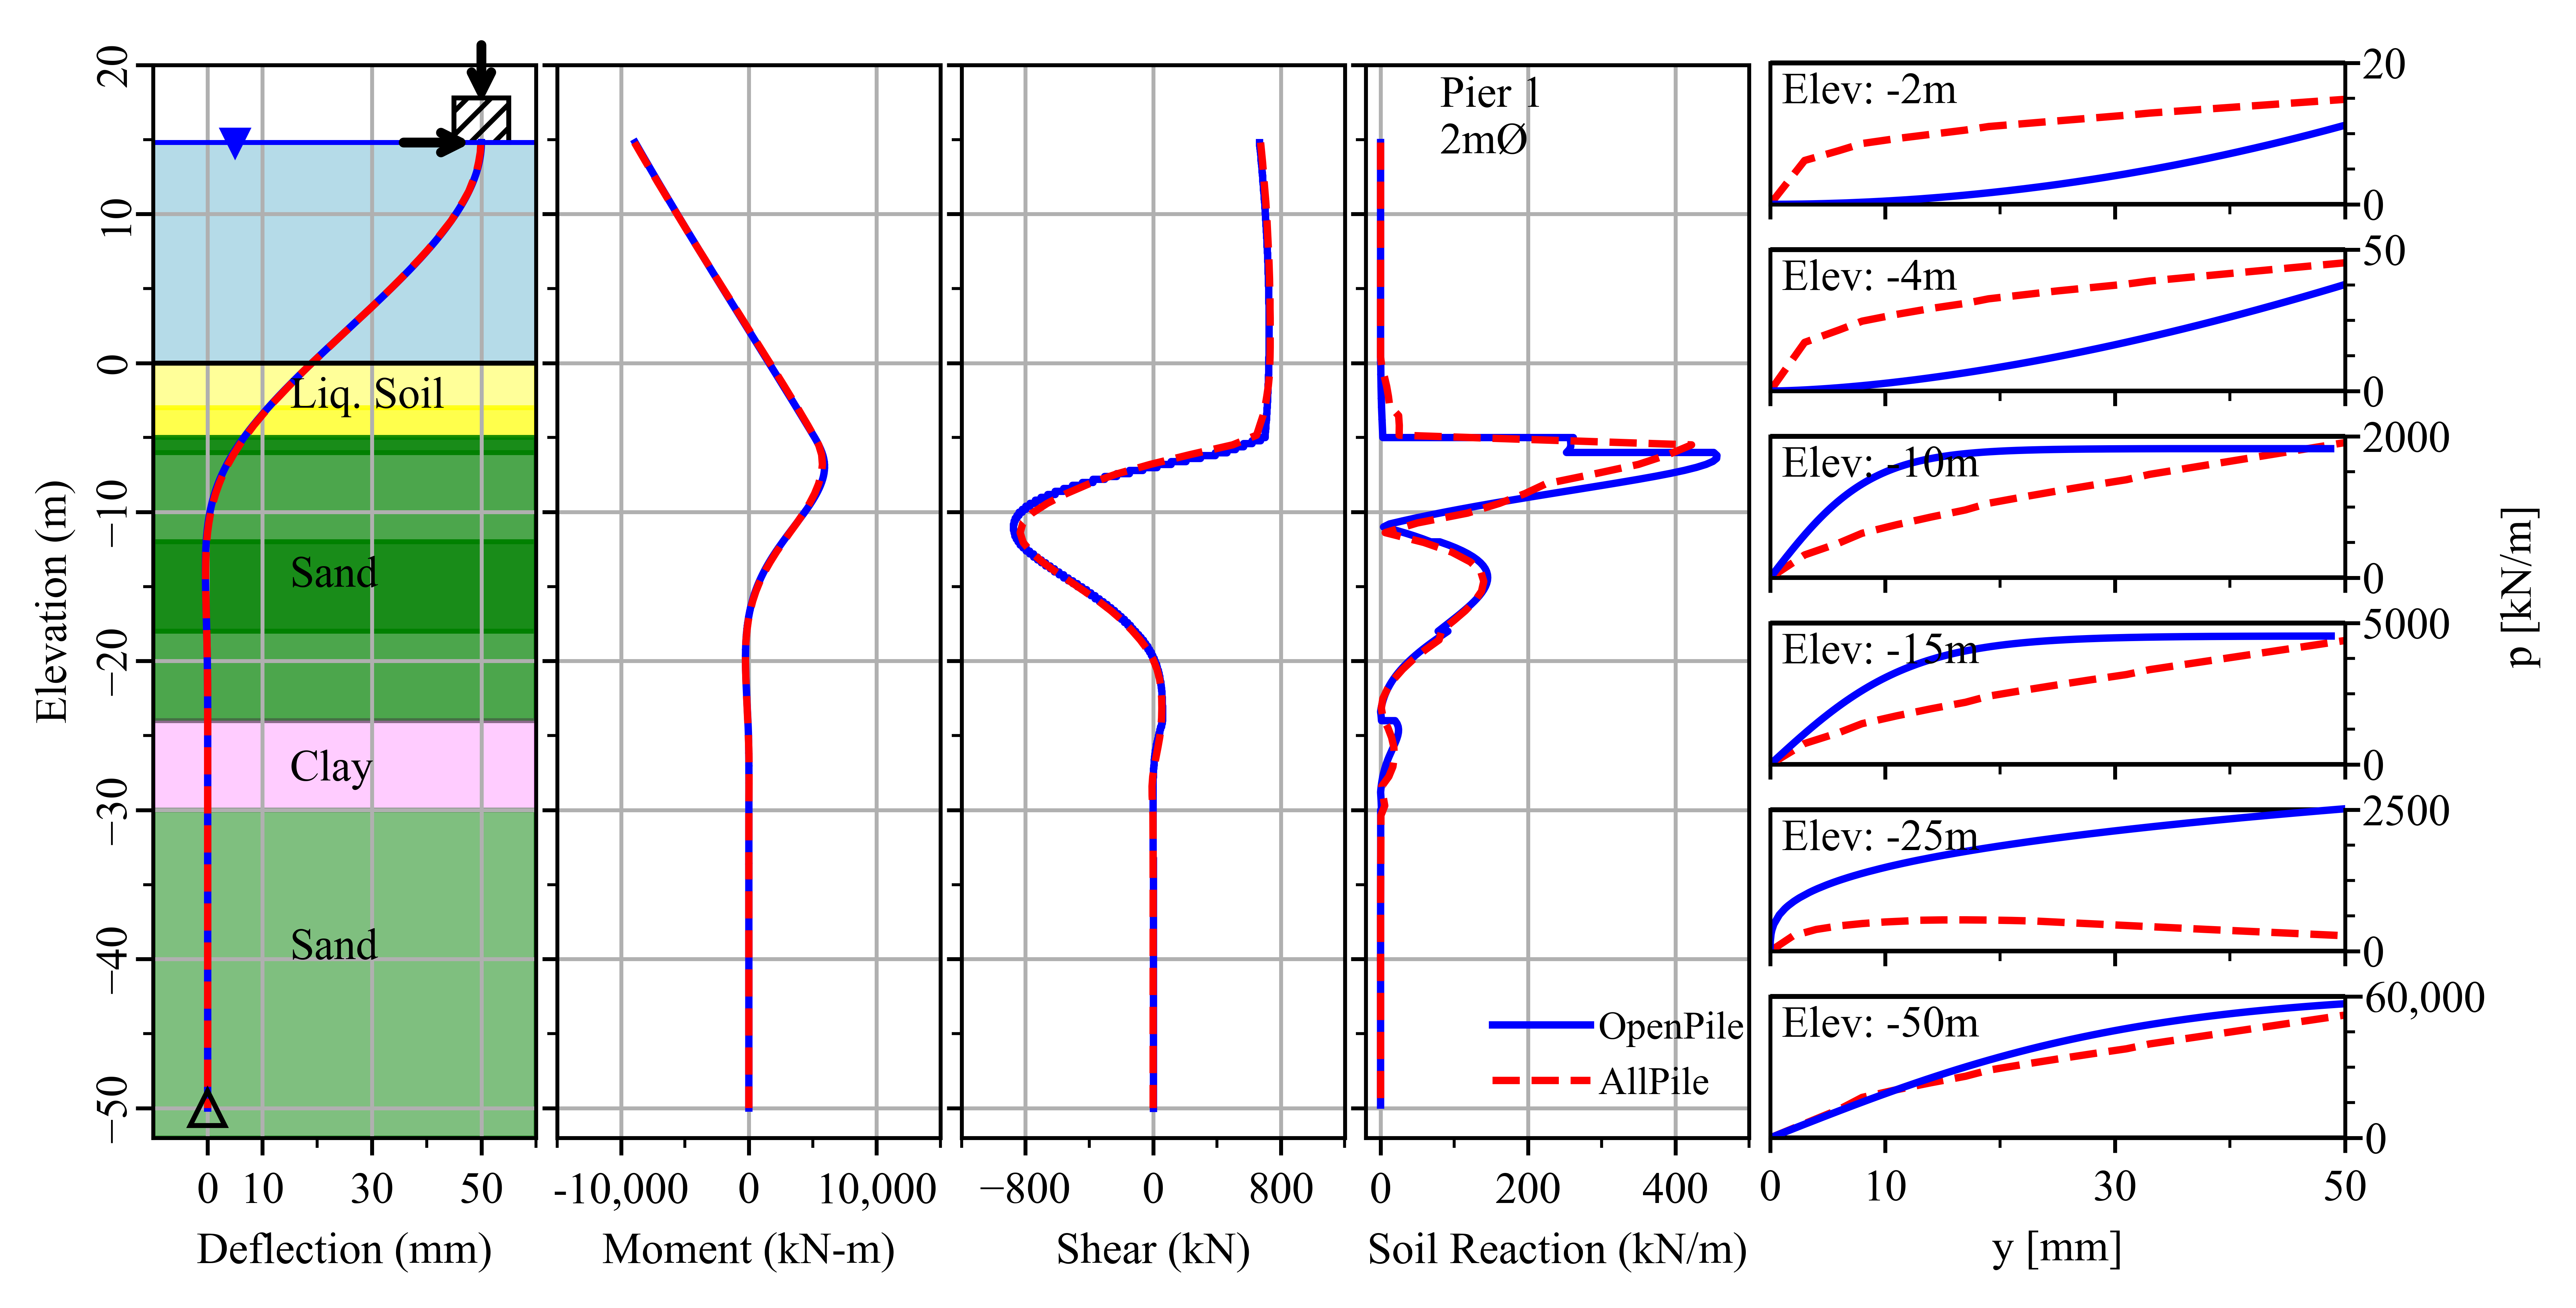 20
10
0
−10
−20
−30
−40
−50
Elevation (m)
Liq. Soil
Sand
Clay
Sand
0 10 30 50
Deflection (mm)
-10,000 0 10,000
Moment (kN-m)
−800 0 800
Shear (kN)
Pier 1
2mØ
OpenPile
AllPile
0 200 400
Soil Reaction (kN/m)
Elev: -2m
20
0
Elev: -4m
50
0
Elev: -10m
2000
0
Elev: -15m
5000
0
Elev: -25m
2500
0
Elev: -50m
60,000
0
0 10 30 50
y [mm]
p [kN/m]